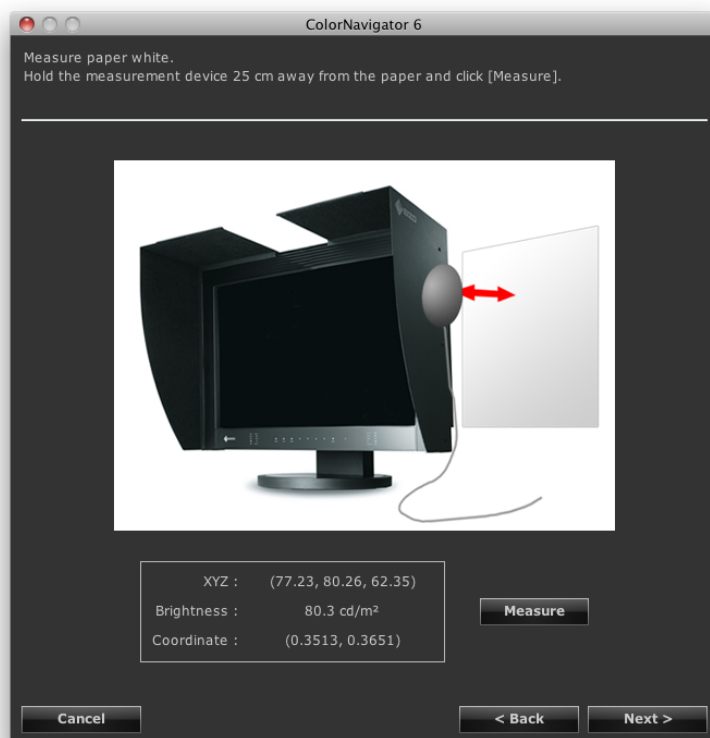 ColorNavigator 6
Measure paper white.
Hold the measurement device 25 cm away from the paper and click [Measure].
EIZO
XYZ : (77.23, 80.26, 62.35)
Brightness : 80.3 cd/m²
Measure
Coordinate : (0.3513, 0.3651)
Cancel
< Back
Next >